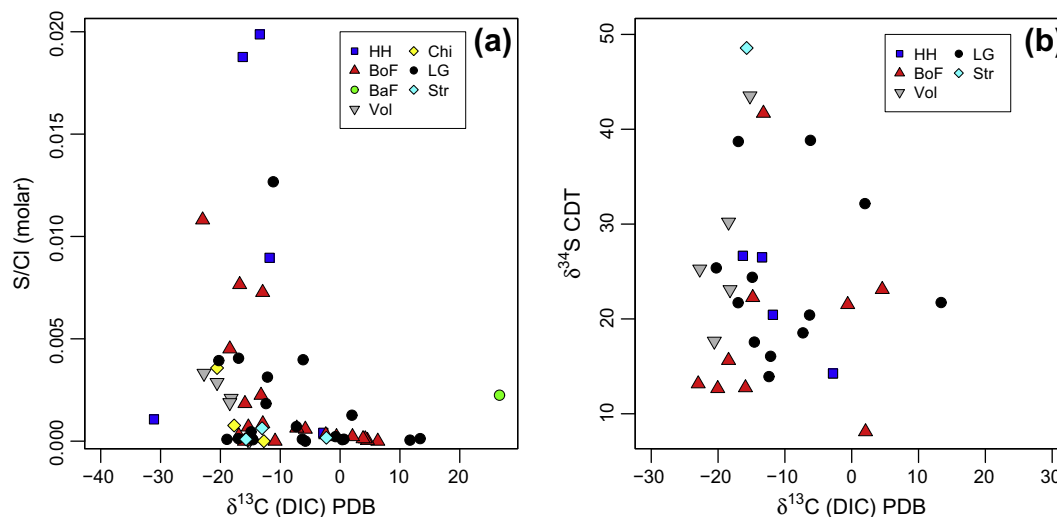 (a)
HH Chi
BoF LG
BaF Str
Vol
S/Cl (molar)
0.020
0.015
0.010
0.005
0.000
−40 −30 −20 −10 0 10 20
δ¹³C (DIC) PDB
(b)
HH LG
BoF Str
Vol
δ³⁴S CDT
50
40
30
20
10
−30 −20 −10 0 10 20 30
δ¹³C (DIC) PDB